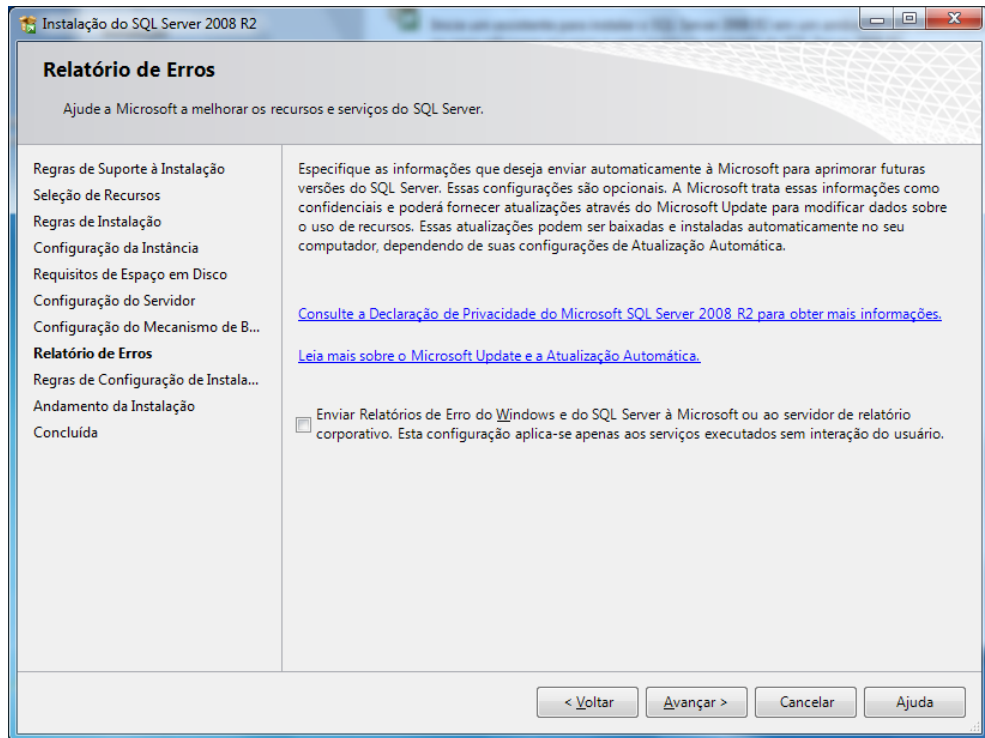 Instalação do SQL Server 2008 R2
Relatório de Erros
Ajude a Microsoft a melhorar os recursos e serviços do SQL Server.
Regras de Suporte à Instalação
Seleção de Recursos
Regras de Instalação
Configuração da Instância
Requisitos de Espaço em Disco
Configuração do Servidor
Configuração do Mecanismo de B...
Relatório de Erros
Regras de Configuração de Instala...
Andamento da Instalação
Concluída
Especifique as informações que deseja enviar automaticamente à Microsoft para aprimorar futuras
versões do SQL Server. Essas configurações são opcionais. A Microsoft trata essas informações como
confidenciais e poderá fornecer atualizações através do Microsoft Update para modificar dados sobre
o uso de recursos. Essas atualizações podem ser baixadas e instaladas automaticamente no seu
computador, dependendo de suas configurações de Atualização Automática.
Consulte a Declaração de Privacidade do Microsoft SQL Server 2008 R2 para obter mais informações.
Leia mais sobre o Microsoft Update e a Atualização Automática.
Enviar Relatórios de Erro do Windows e do SQL Server à Microsoft ou ao servidor de relatório
corporativo. Esta configuração aplica-se apenas aos serviços executados sem interação do usuário.
< Voltar
Avançar >
Cancelar
Ajuda